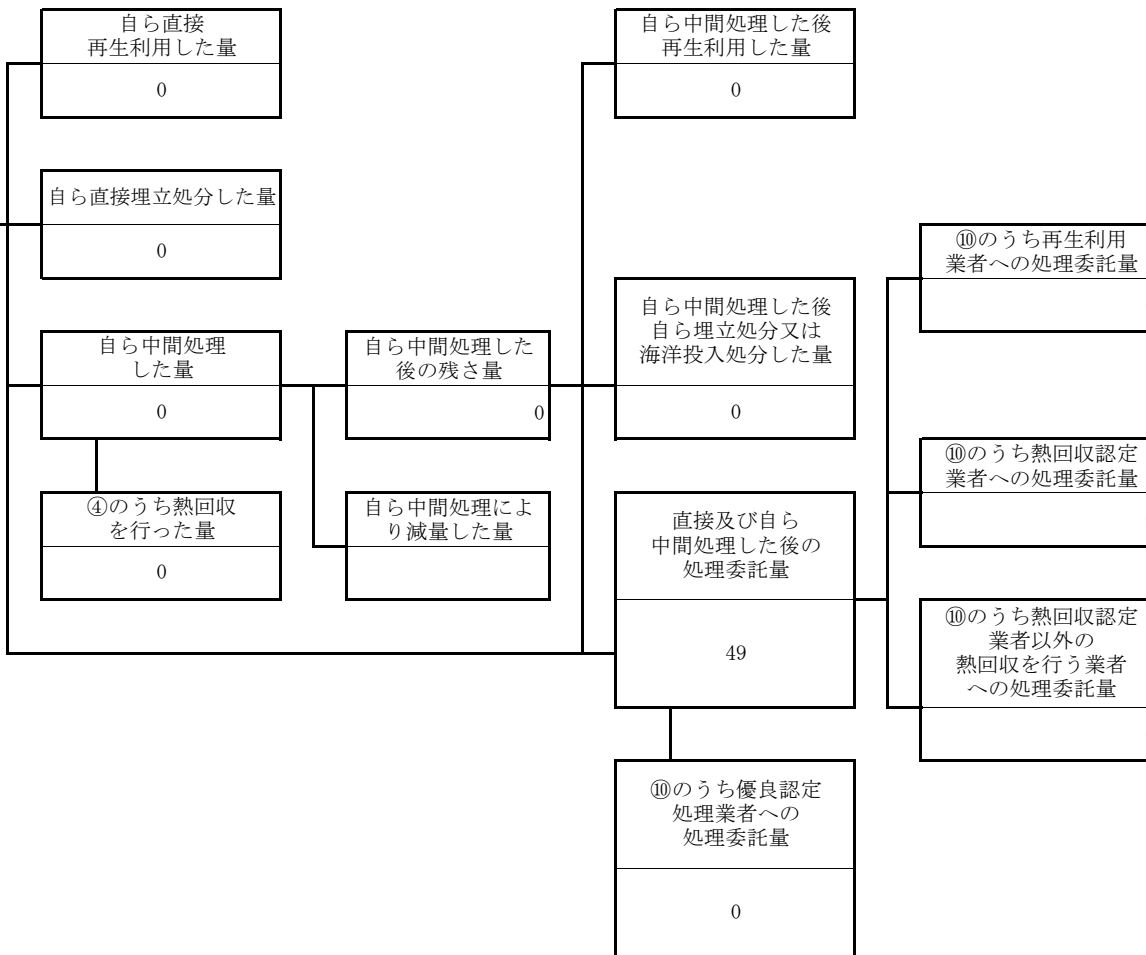 自ら直接
再生利用した量
0
自ら中間処理した後
再生利用した量
0
自ら直接埋立処分した量
0
⑩のうち再生利用
業者への処理委託量
自ら中間処理
した量
0
自ら中間処理した
後の残さ量
0
自ら中間処理した後
自ら埋立処分又は
海洋投入処分した量
0
⑩のうち熱回収認定
業者への処理委託量
④のうち熱回収
を行った量
0
自ら中間処理によ
り減量した量
直接及び自ら
中間処理した後の
処理委託量
49
⑩のうち熱回収認定
業者以外の
熱回収を行う業者
への処理委託量
⑩のうち優良認定
処理業者への
処理委託量
0